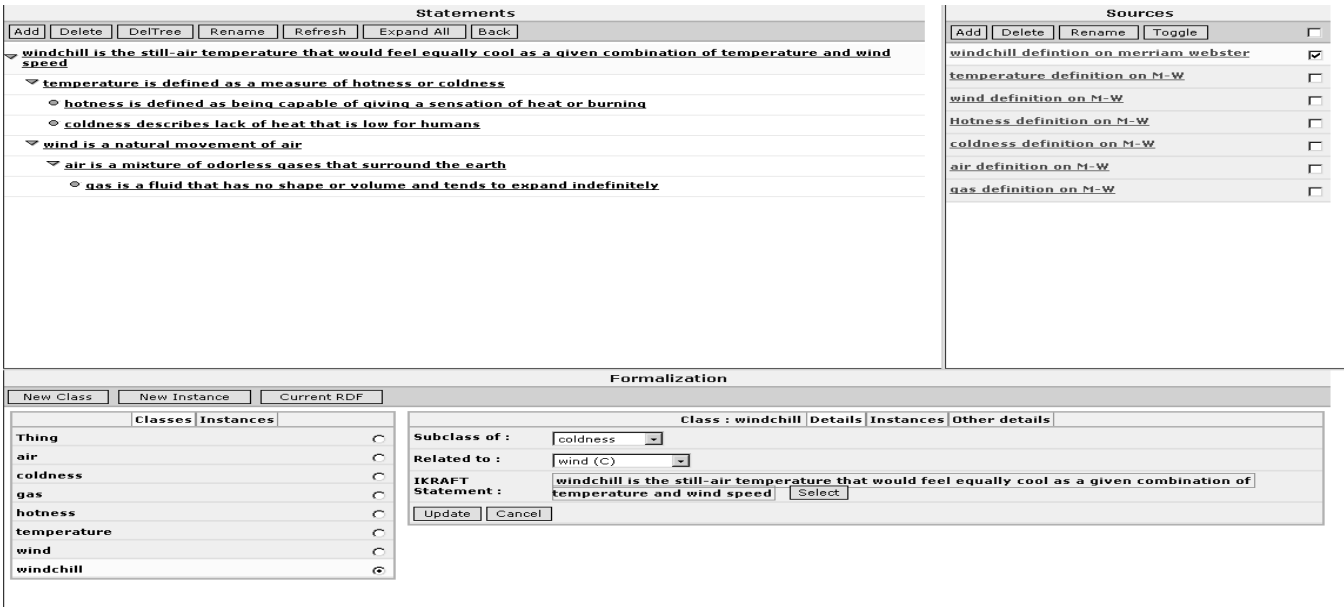 Statements
Add Delete DelTree Rename Refresh Expand All Back
windchill is the still-air temperature that would feel equally cool as a given combination of temperature and wind
speed
temperature is defined as a measure of hotness or coldness
hotness is defined as being capable of giving a sensation of heat or burning
coldness describes lack of heat that is low for humans
wind is a natural movement of air
air is a mixture of odorless gases that surround the earth
gas is a fluid that has no shape or volume and tends to expand indefinitely
Sources
Add Delete Rename Toggle
windchill defintion on merriam webster
temperature definition on M-W
wind definition on M-W
Hotness definition on M-W
coldness definition on M-W
air definition on M-W
gas definition on M-W
Formalization
New Class New Instance Current RDF
Classes Instances
Thing
air
coldness
gas
hotness
temperature
wind
windchill
Class : windchill Details Instances Other details
Subclass of : coldness
Related to : wind (C)
IKRAFT
Statement :
windchill is the still-air temperature that would feel equally cool as a given combination of
temperature and wind speed Select
Update Cancel